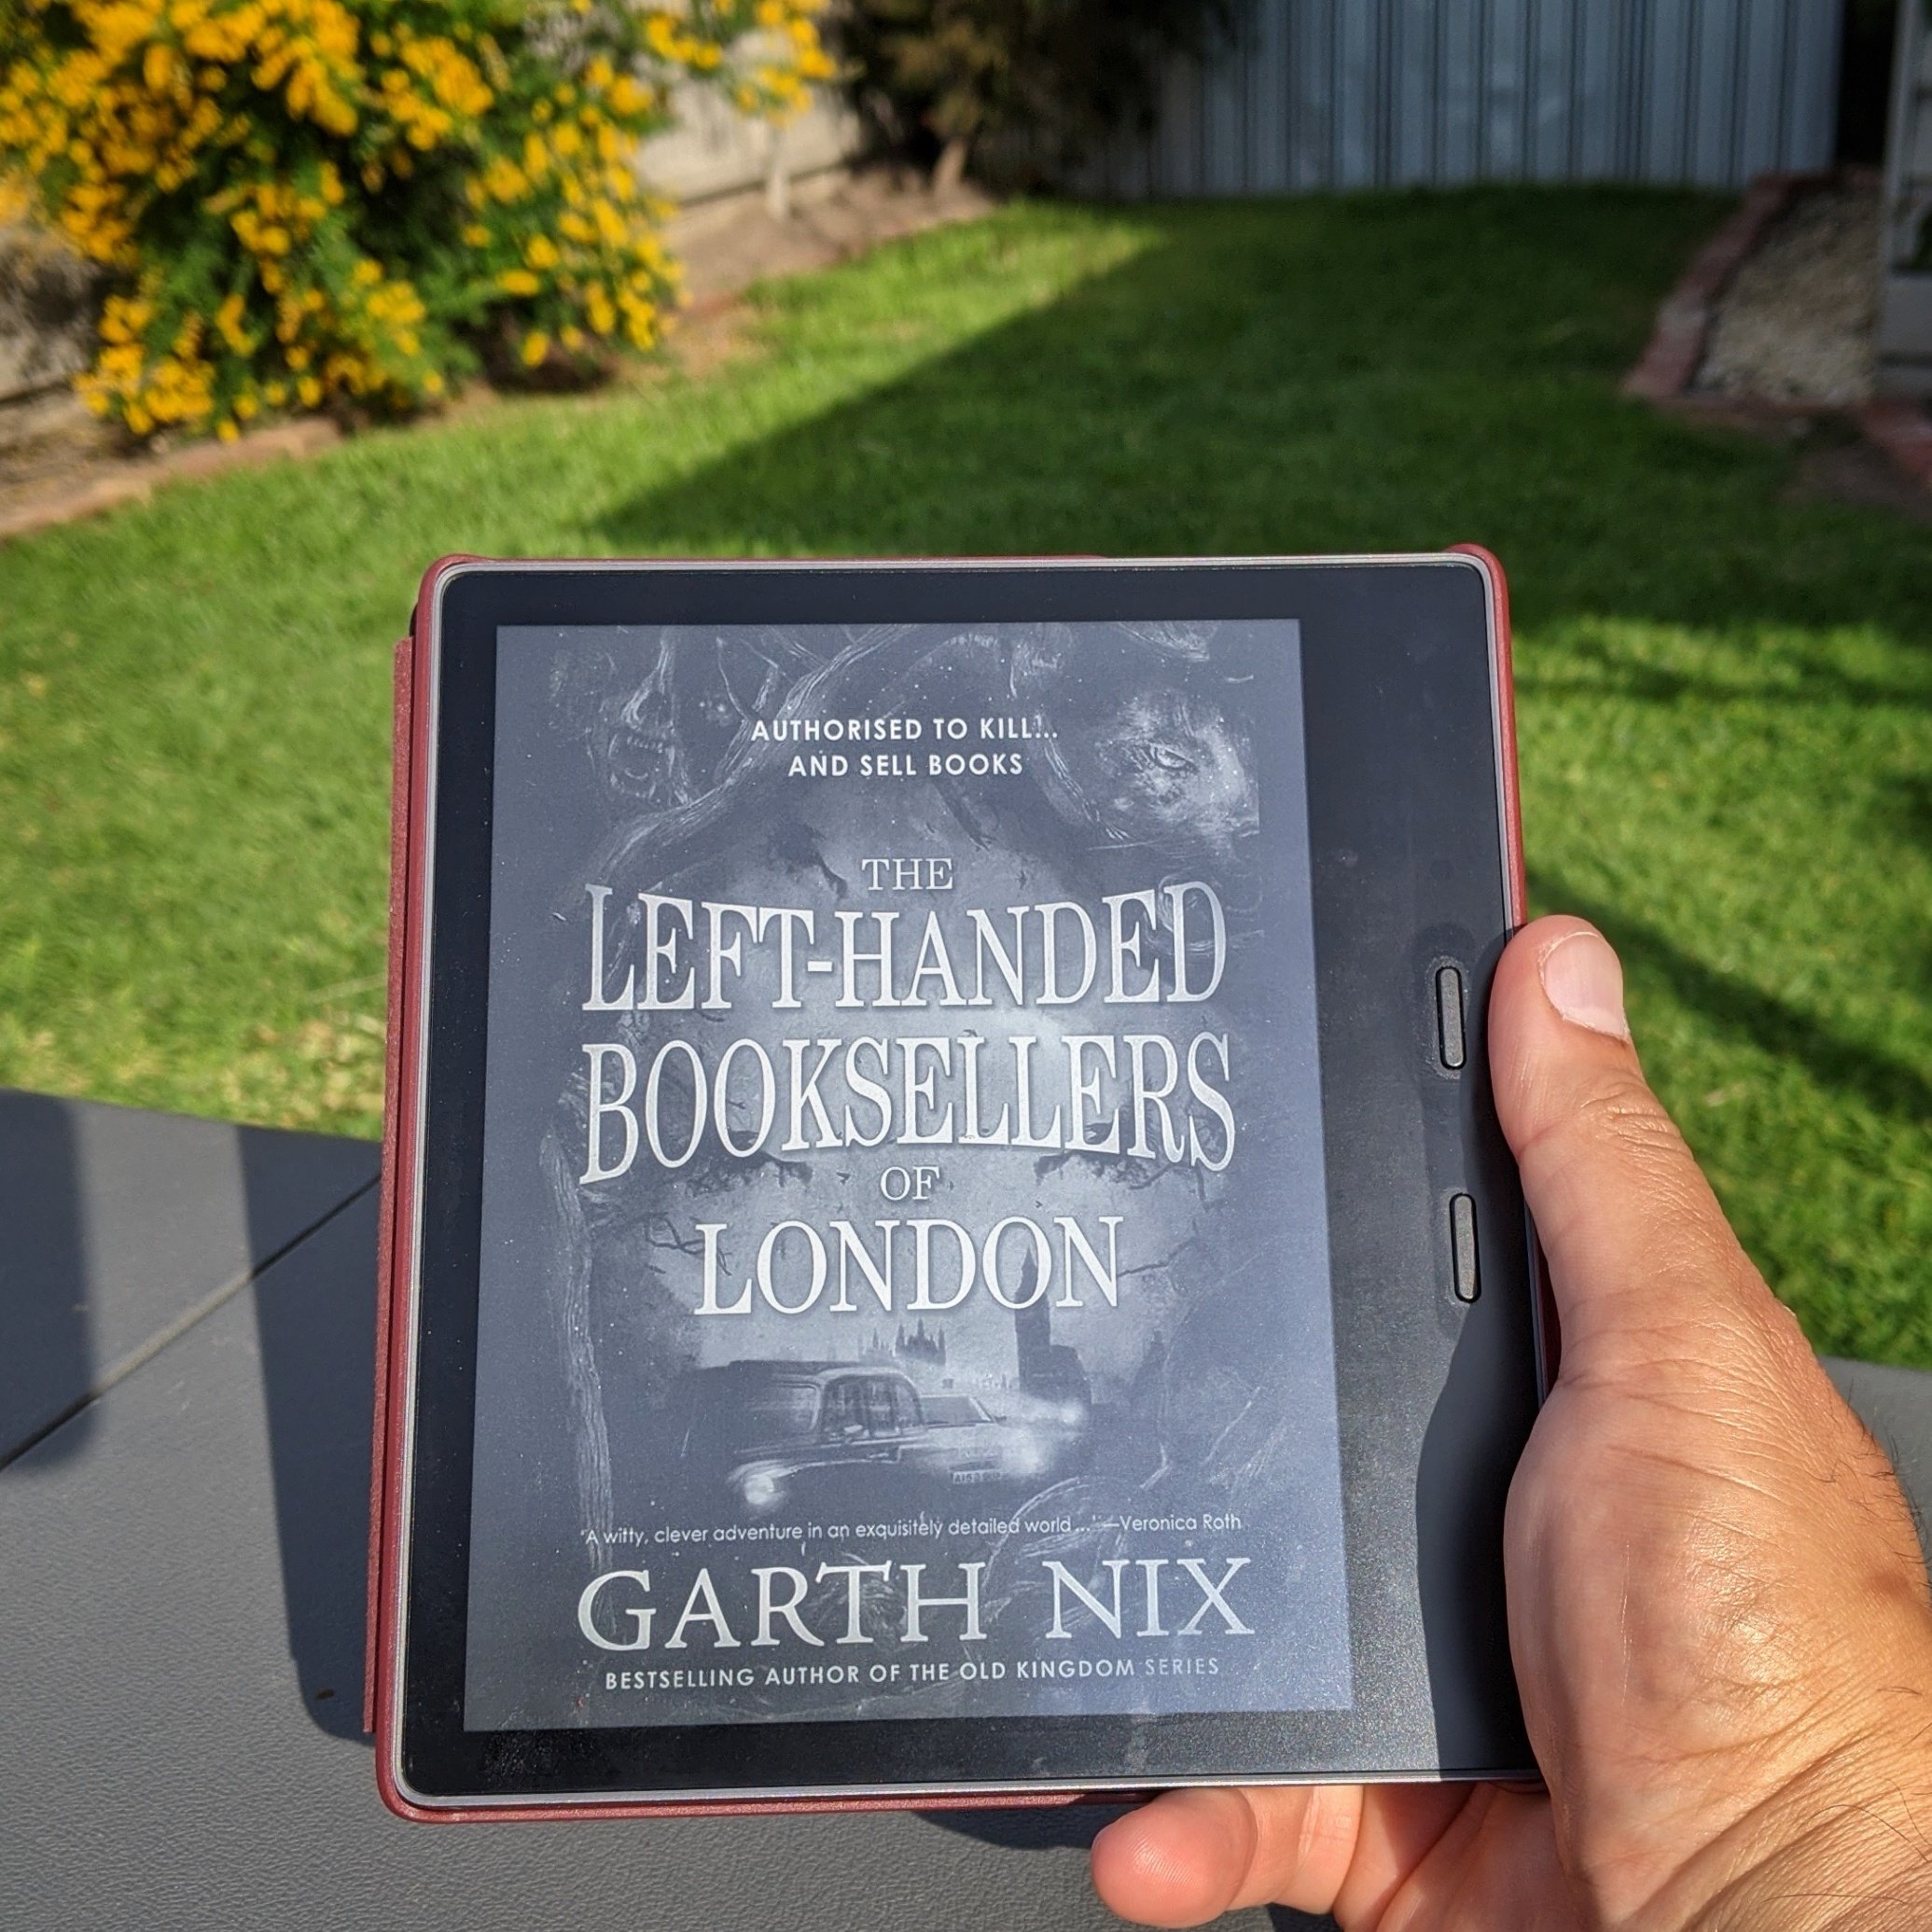 AUTHORISED TO KILL...
AND SELL BOOKS
THE
LEFT-HANDED
BOOKSELLERS
OF
LONDON
"A witty, clever adventure in an exquisitely detailed world ..." —Veronica Roth
GARTH NIX
BESTSELLING AUTHOR OF THE OLD KINGDOM SERIES